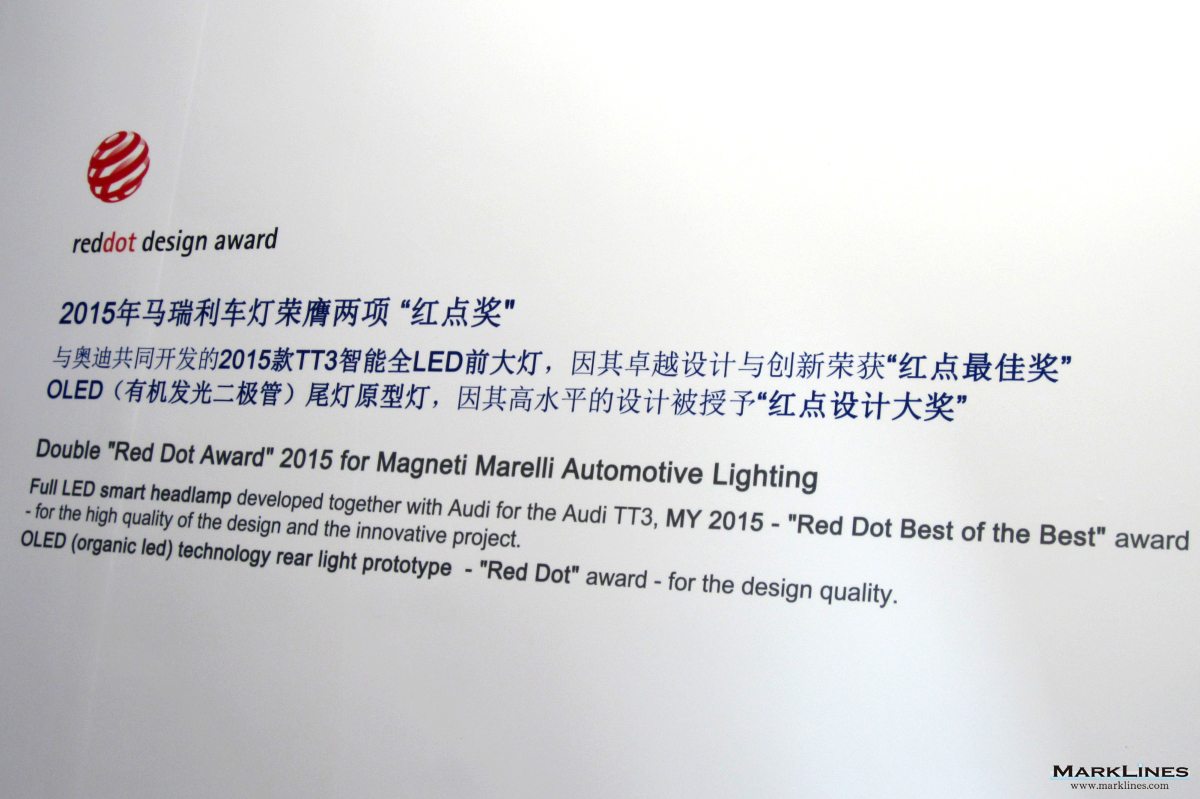 reddot design award
2015年马瑞利车灯荣膺两项 “红点奖"
与奥迪共同开发的2015款TT3智能全LED前大灯，因其卓越设计与创新荣获“红点最佳奖”
OLED（有机发光二极管）尾灯原型灯，因其高水平的设计被授予“红点设计大奖”
Double "Red Dot Award" 2015 for Magneti Marelli Automotive Lighting
Full LED smart headlamp developed together with Audi for the Audi TT3, MY 2015 - "Red Dot Best of the Best" award
- for the high quality of the design and the innovative project.
OLED (organic led) technology rear light prototype - "Red Dot" award - for the design quality.
MARKLINES
www.marklines.com